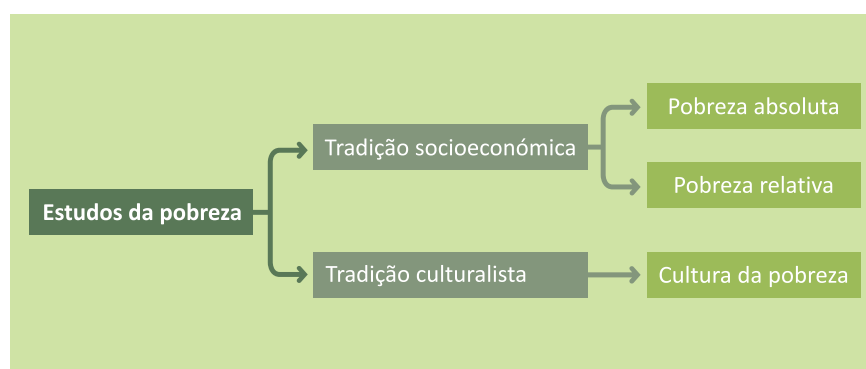 Estudos da pobreza
Tradição socioeconómica
Pobreza absoluta
Pobreza relativa
Tradição culturalista
Cultura da pobreza